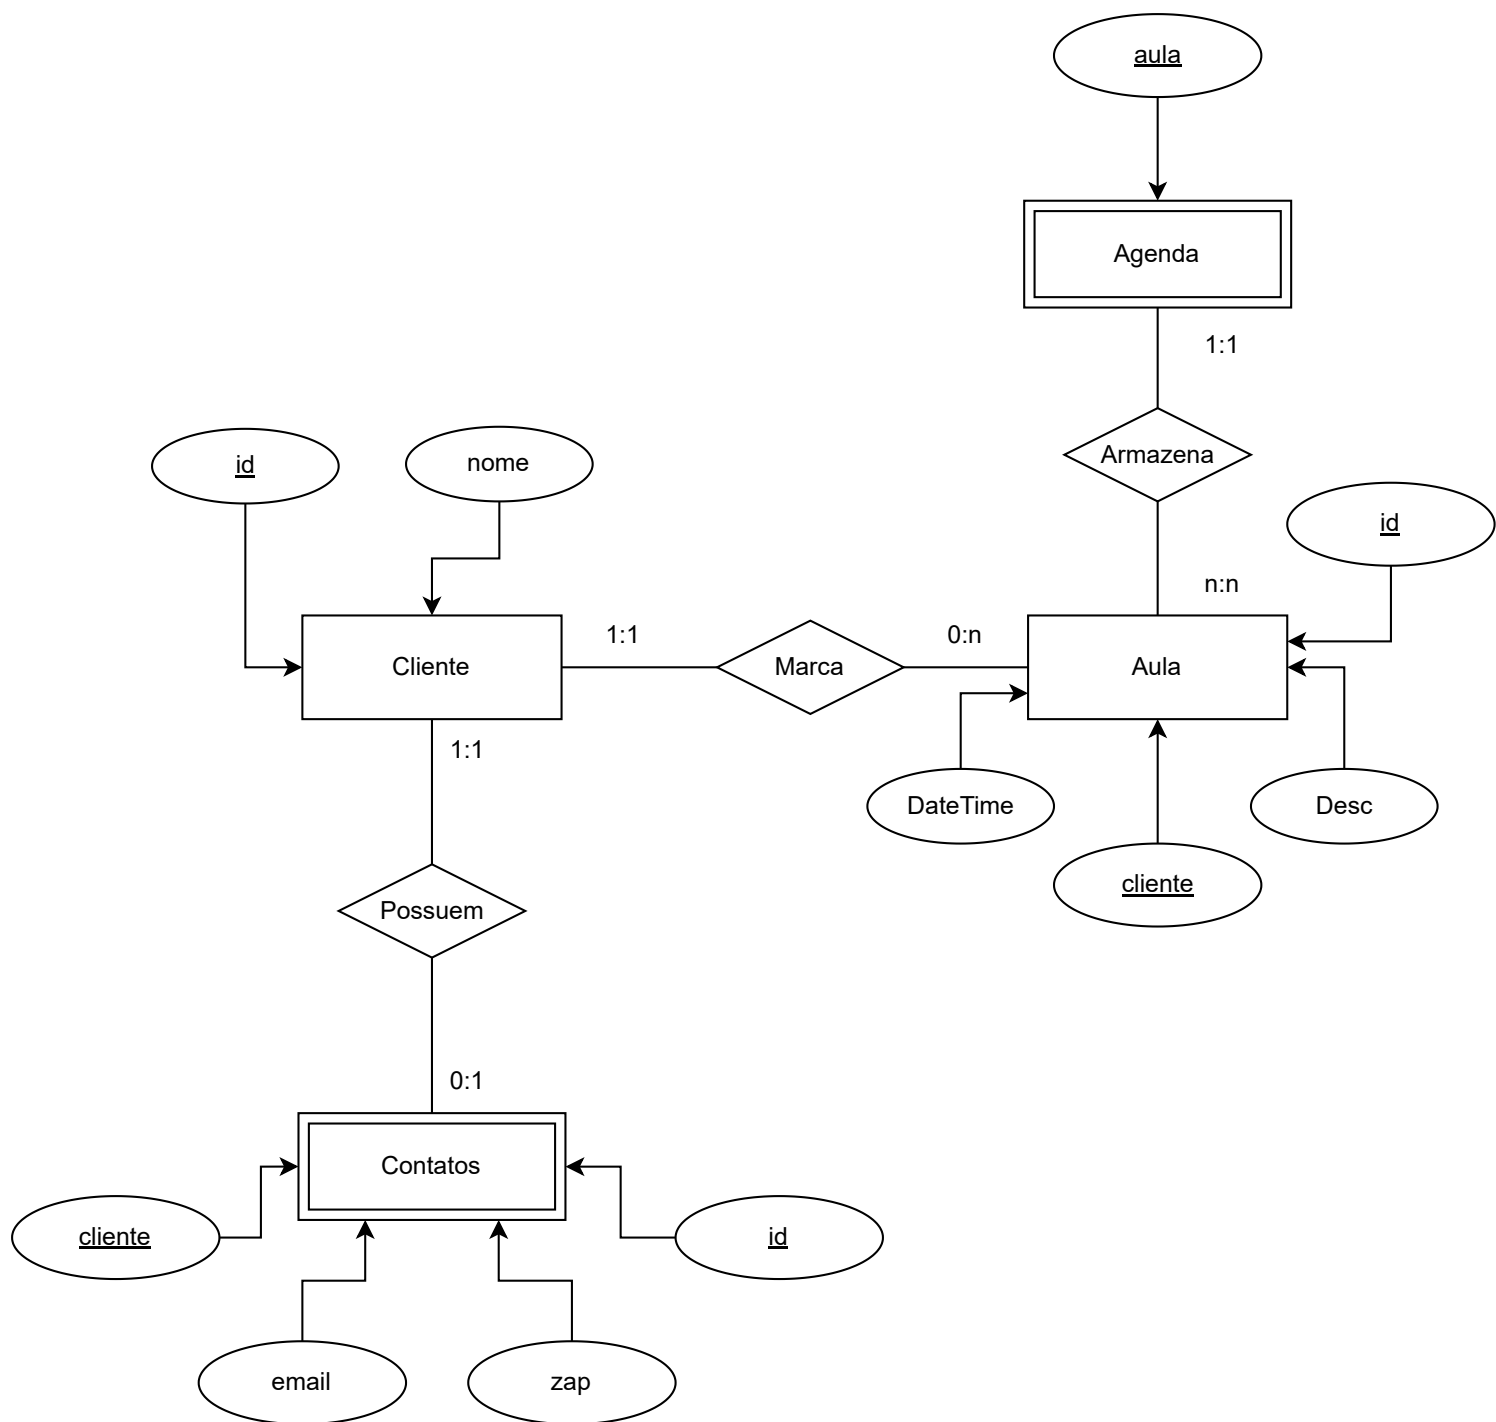 aula
Agenda
1:1
Armazena
id
nome
id
n:n
Cliente
1:1
Marca
0:n
Aula
1:1
DateTime
Desc
cliente
Possuem
0:1
Contatos
cliente
id
email
zap